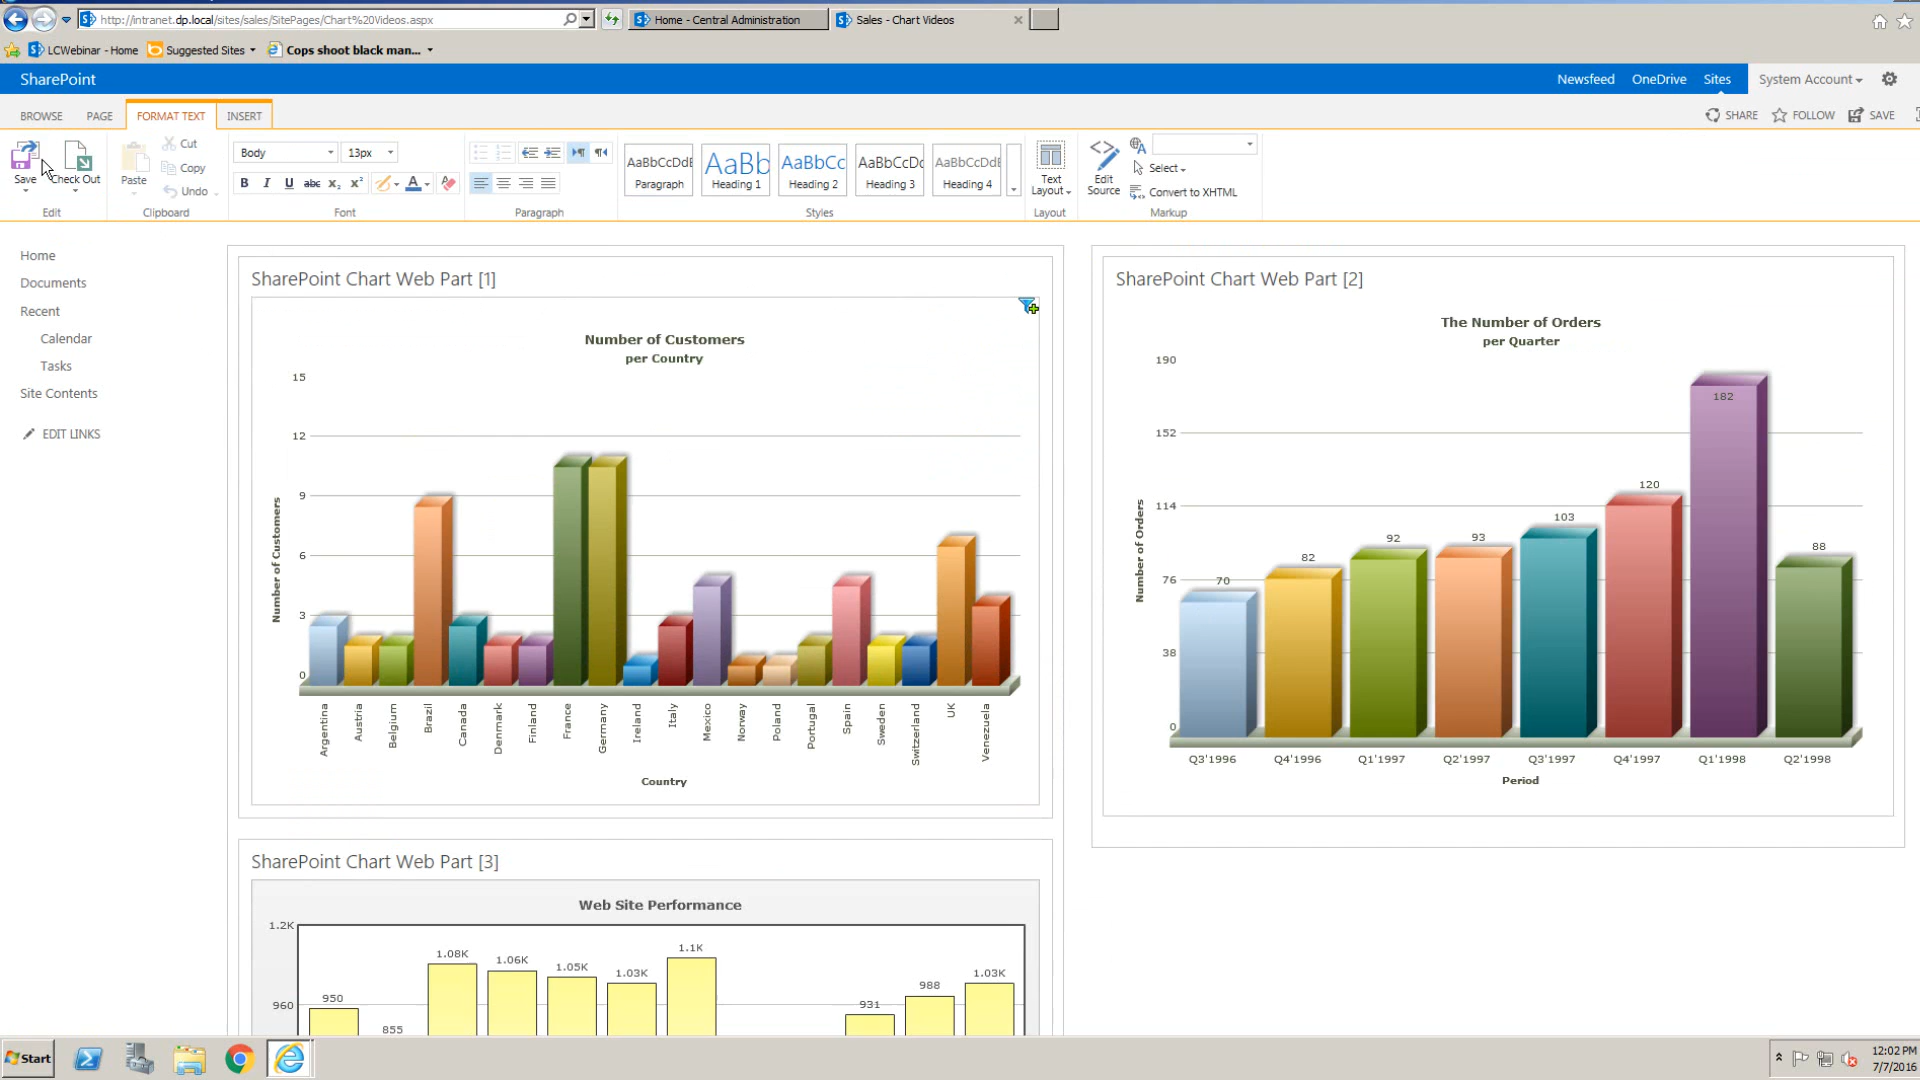 http://intranet.dp.local/sites/sales/SitePages/Chart%20Videos.aspx
Home - Central Administration
Sales - Chart Videos
LCWebinar - Home
Suggested Sites
Cops shoot black man...
SharePoint
Newsfeed
OneDrive
Sites
System Account
BROWSE
PAGE
FORMAT TEXT
INSERT
SHARE
FOLLOW
SAVE
Save
Check Out
Edit
Paste
Cut
Copy
Undo
Clipboard
Body
13px
B I U abc x₂ x²
A
Font
Paragraph
AaBbCcDdE
Paragraph
AaBb
Heading 1
AaBbCc
Heading 2
AaBbCcDc
Heading 3
AaBbCcDdE
Heading 4
Styles
Text
Layout
Layout
Edit
Source
Select
Convert to XHTML
Markup
Home
Documents
Recent
Calendar
Tasks
Site Contents
EDIT LINKS
SharePoint Chart Web Part [1]
Number of Customers
per Country
15
12
9
6
3
0
Number of Customers
Argentina
Austria
Belgium
Brazil
Canada
Denmark
Finland
France
Germany
Ireland
Italy
Mexico
Norway
Poland
Portugal
Spain
Sweden
Switzerland
UK
Venezuela
Country
SharePoint Chart Web Part [2]
The Number of Orders
per Quarter
190
152
114
76
38
0
Number of Orders
70
82
92
93
103
120
182
88
Q3'1996
Q4'1996
Q1'1997
Q2'1997
Q3'1997
Q4'1997
Q1'1998
Q2'1998
Period
SharePoint Chart Web Part [3]
Web Site Performance
1.2K
960
950
855
1.08K
1.06K
1.05K
1.03K
1.1K
931
988
1.03K
Start
12:02 PM
7/7/2016